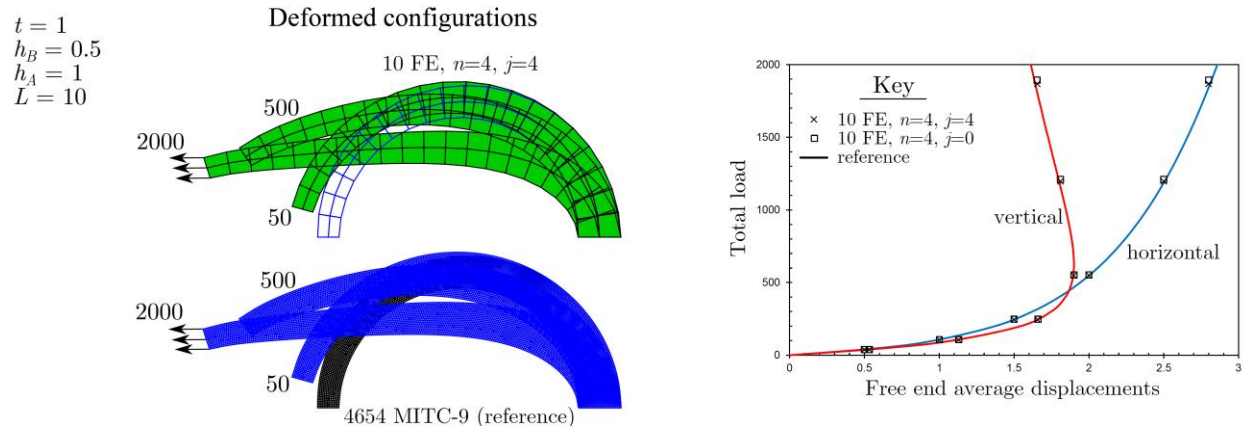 t = 1
h_B = 0.5
h_A = 1
L = 10
Deformed configurations
10 FE, n=4, j=4
500
2000
50
500
2000
50
4654 MITC-9 (reference)
Total load
2000
1500
1000
500
0
Key
× 10 FE, n=4, j=4
□ 10 FE, n=4, j=0
reference
vertical
horizontal
0 0.5 1 1.5 2 2.5 3
Free end average displacements